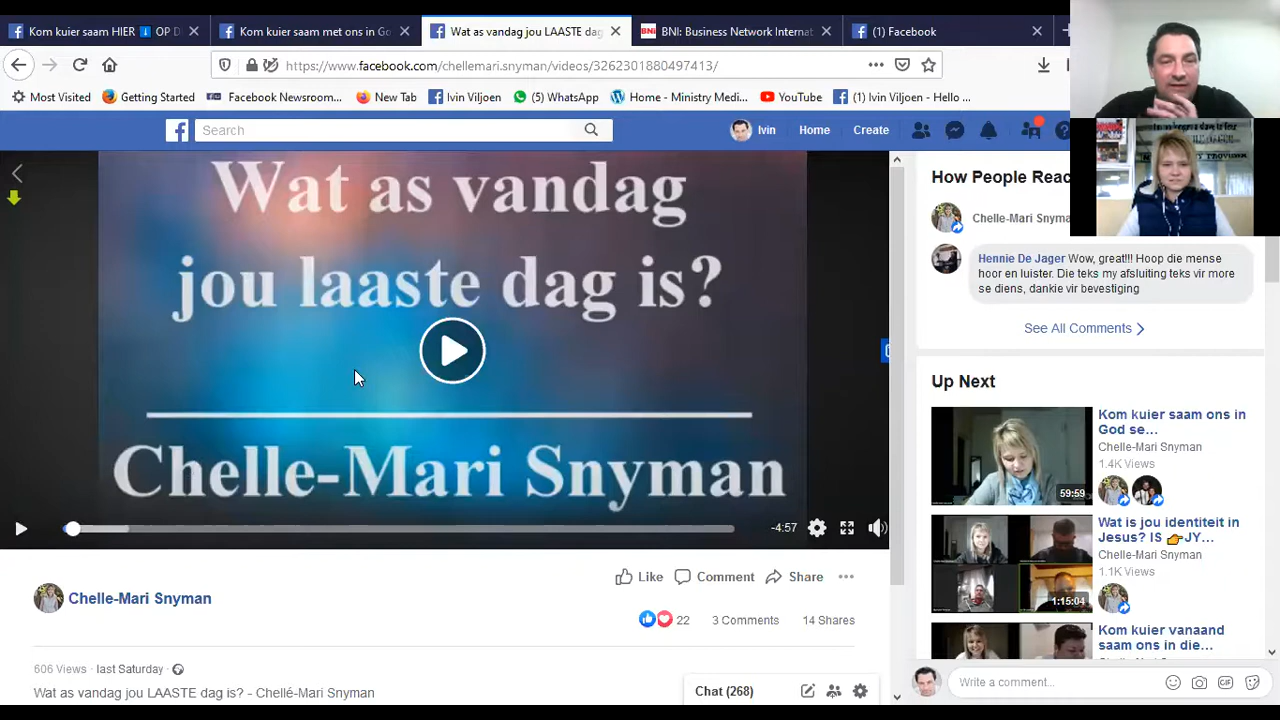 Kom kuier saam HIER ⬇ OP D
Kom kuier saam met ons in Go
Wat as vandag jou LAASTE dag
BNI: Business Network Internat
(1) Facebook
https://www.facebook.com/chellemari.snyman/videos/3262301880497413/
Most Visited
Getting Started
Facebook Newsroom...
New Tab
Ivin Viljoen
(5) WhatsApp
Home - Ministry Medi...
YouTube
(1) Ivin Viljoen - Hello ...
Search
Ivin
Home
Create
Wat as vandag
jou laaste dag is?
Chelle-Mari Snyman
-4:57
Like
Comment
Share
Chelle-Mari Snyman
22
3 Comments
14 Shares
606 Views · last Saturday ·
Wat as vandag jou LAASTE dag is? - Chellé-Mari Snyman
Chat (268)
How People Reac
Chelle-Mari Snyma
Hennie De Jager Wow, great!!! Hoop die mense
hoor en luister. Die teks my afsluiting teks vir more
se diens, dankie vir bevestiging
See All Comments
Up Next
Kom kuier saam ons in
God se...
Chelle-Mari Snyman
1.4K Views
59:59
Wat is jou identiteit in
Jesus? IS 👉JY...
Chelle-Mari Snyman
1.1K Views
1:15:04
Kom kuier vanaand
saam ons in die...
Write a comment...
GIF